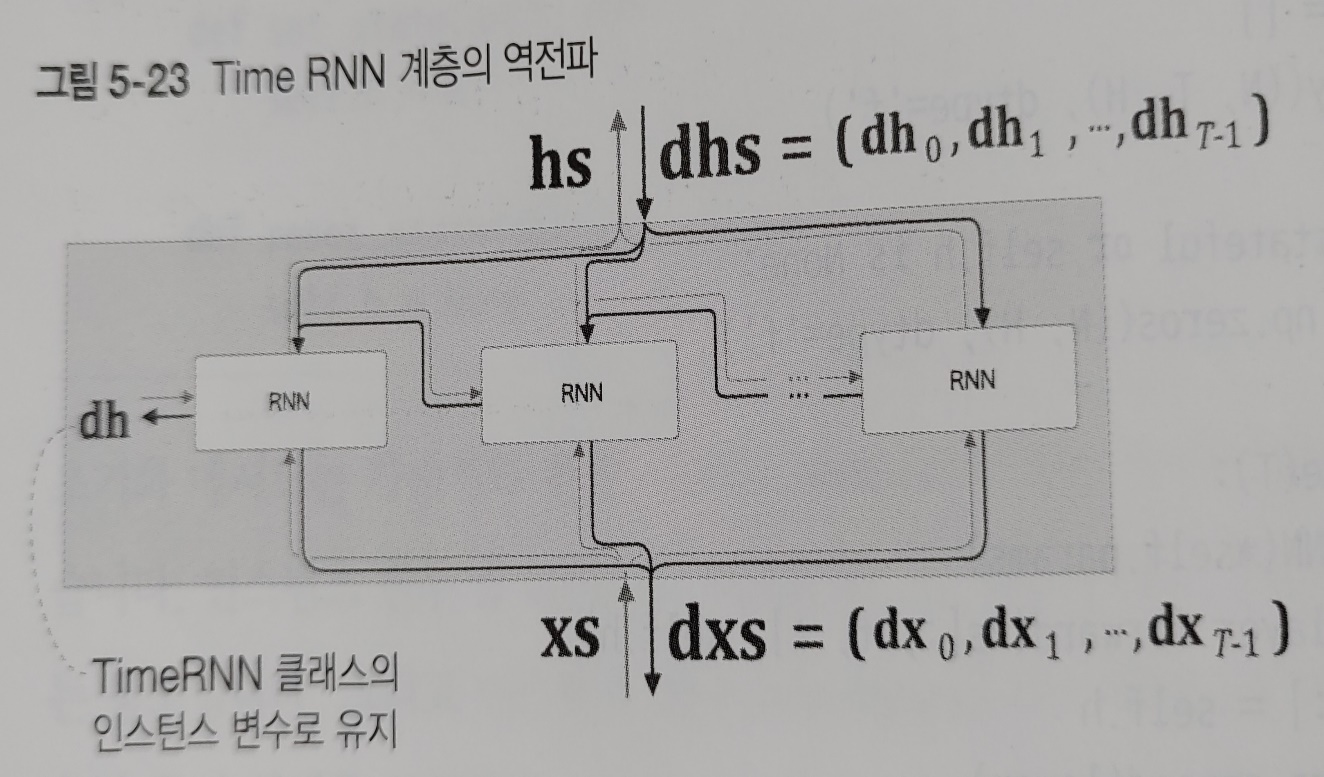 그림 5-23 Time RNN 계층의 역전파
hs dhs = (dh₀, dh₁ , ···, dh_T-1)
RNN RNN ··· RNN
dh
xs dxs = (dx₀, dx₁ , ···, dx_T-1)
TimeRNN 클래스의
인스턴스 변수로 유지